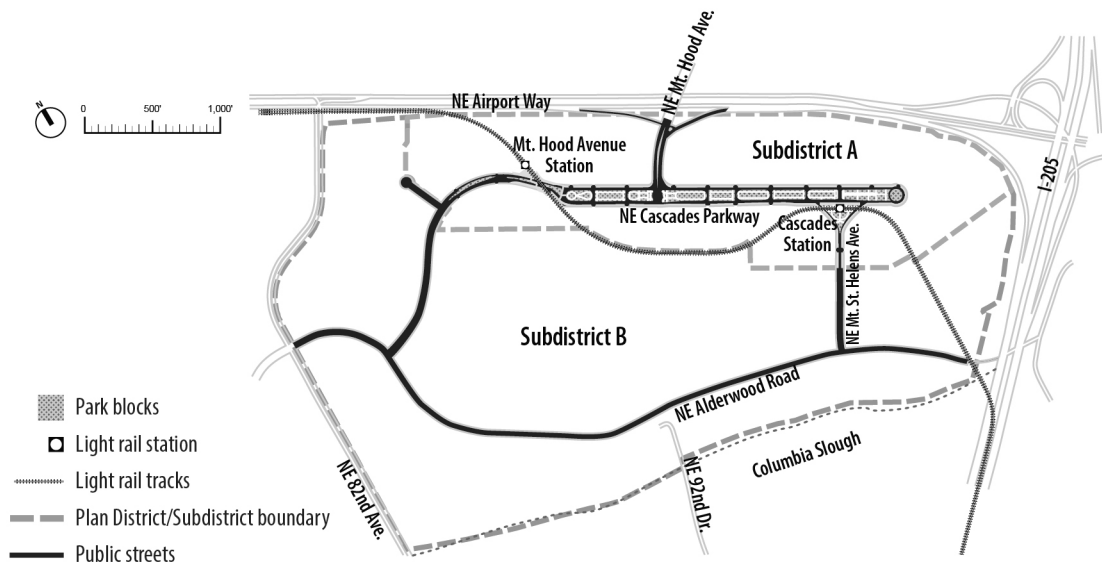 NE Mt. Hood Ave.
N
0 500' 1,000'
NE Airport Way
Mt. Hood Avenue
Station
Subdistrict A
I-205
NE Cascades Parkway
Cascades
Station
NE Mt. St. Helens Ave.
Subdistrict B
NE Alderwood Road
Columbia Slough
NE 82nd Ave.
NE 92nd Dr.
Park blocks
Light rail station
Light rail tracks
Plan District/Subdistrict boundary
Public streets